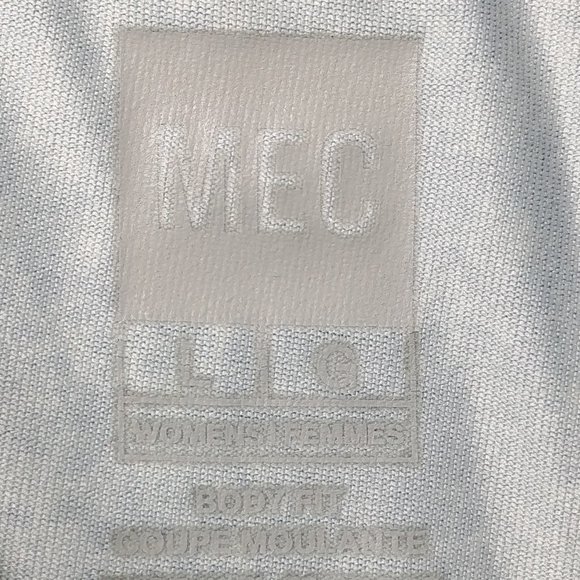 MEC
L | G
WOMENS | FEMMES
BODY FIT
COUPE MOULANTE